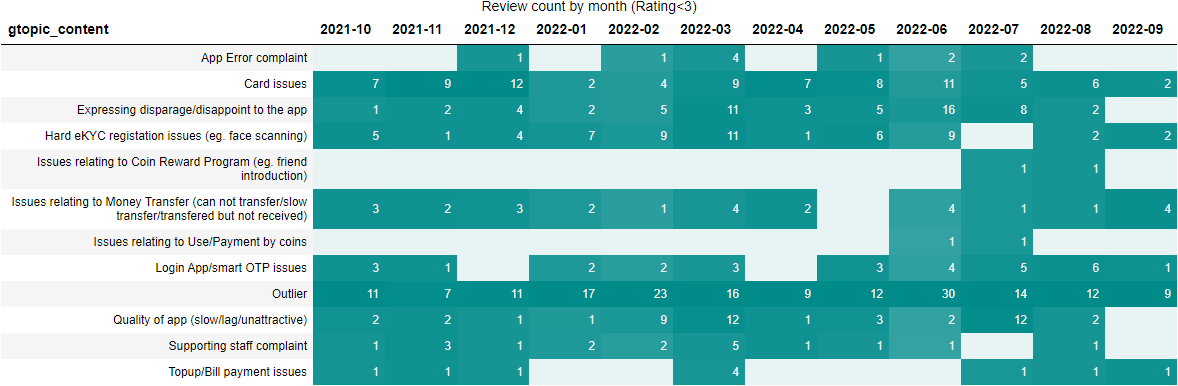 Review count by month (Rating<3)
gtopic_content 2021-10 2021-11 2021-12 2022-01 2022-02 2022-03 2022-04 2022-05 2022-06 2022-07 2022-08 2022-09
App Error complaint 1 1 4 1 2 2
Card issues 7 9 12 2 4 9 7 8 11 5 6 2
Expressing disparage/disappoint to the app 1 2 4 2 5 11 3 5 16 8 2
Hard eKYC registation issues (eg. face scanning) 5 1 4 7 9 11 1 6 9 2 2
Issues relating to Coin Reward Program (eg. friend
introduction) 1 1
Issues relating to Money Transfer (can not transfer/slow
transfer/transfered but not received) 3 2 3 2 1 4 2 4 1 1 4
Issues relating to Use/Payment by coins 1 1
Login App/smart OTP issues 3 1 2 2 3 3 4 5 6 1
Outlier 11 7 11 17 23 16 9 12 30 14 12 9
Quality of app (slow/lag/unattractive) 2 2 1 1 9 12 1 3 2 12 2
Supporting staff complaint 1 3 1 2 2 5 1 1 1 1
Topup/Bill payment issues 1 1 1 4 1 1 1